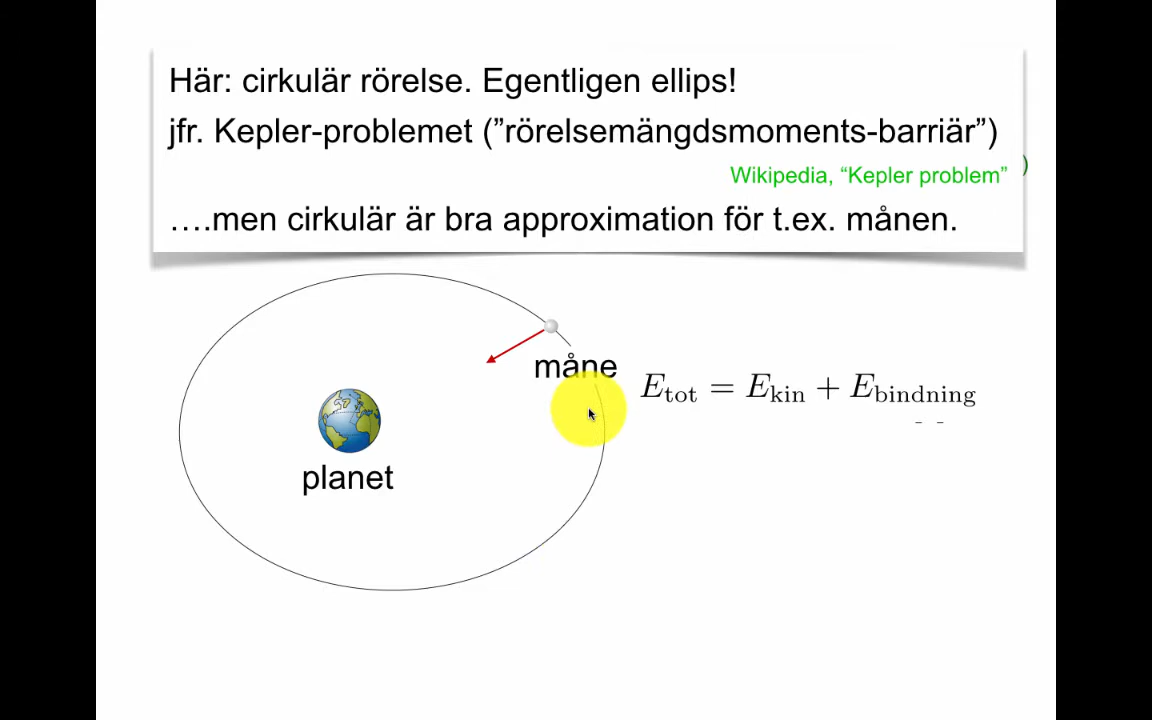 Här: cirkulär rörelse. Egentligen ellips!
jfr. Kepler-problemet (”rörelsemängdsmoments-barriär”)
Wikipedia, “Kepler problem” )
….men cirkulär är bra approximation för t.ex. månen.
måne
E_tot = E_kin + E_bindning
planet